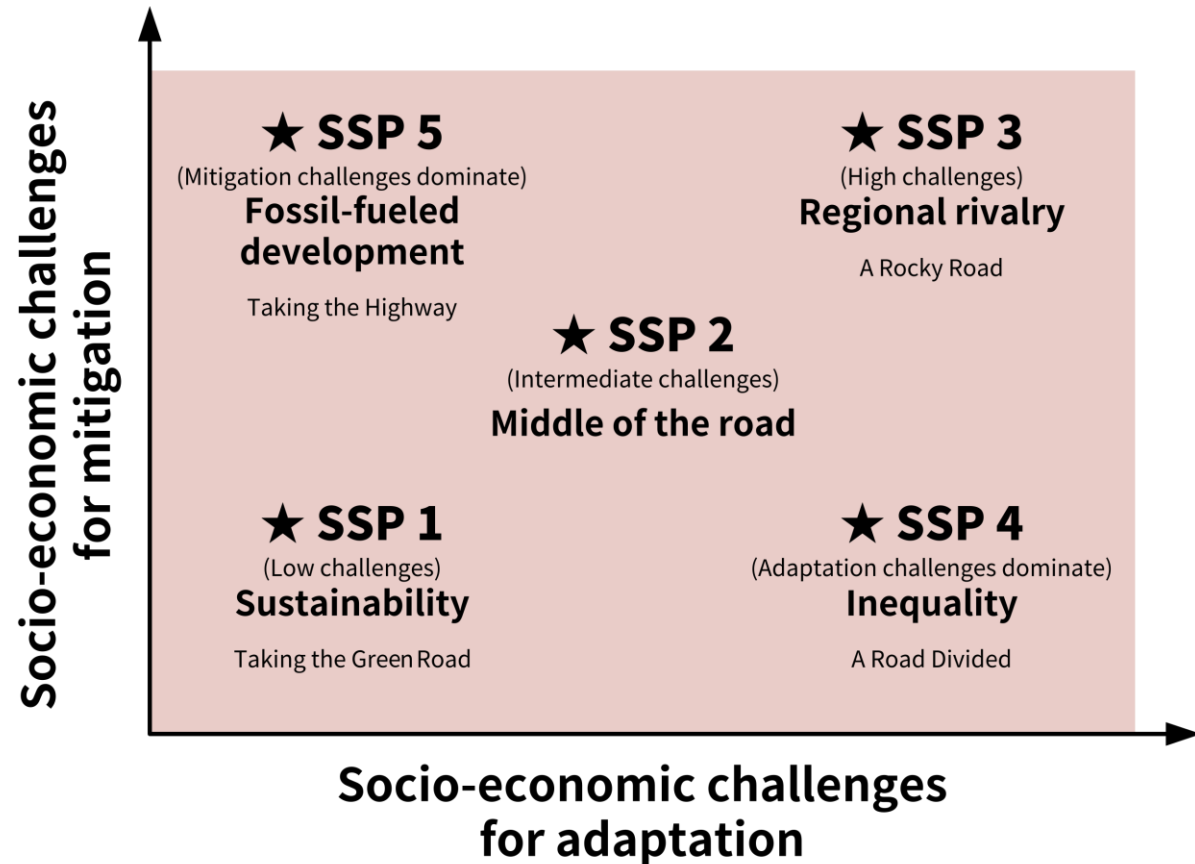 Socio-economic challenges
for mitigation
★ SSP 5
(Mitigation challenges dominate)
Fossil-fueled
development
Taking the Highway
★ SSP 3
(High challenges)
Regional rivalry
A Rocky Road
★ SSP 2
(Intermediate challenges)
Middle of the road
★ SSP 1
(Low challenges)
Sustainability
Taking the Green Road
★ SSP 4
(Adaptation challenges dominate)
Inequality
A Road Divided
Socio-economic challenges
for adaptation